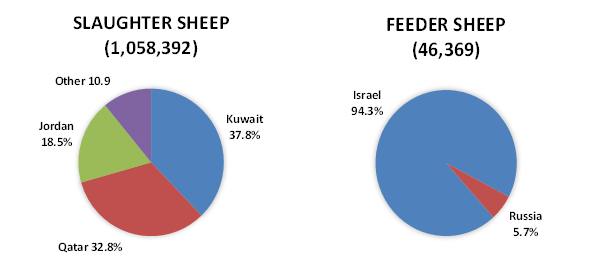 SLAUGHTER SHEEP
(1,058,392)
Other 10.9
Kuwait
37.8%
Jordan
18.5%
Qatar 32.8%
FEEDER SHEEP
(46,369)
Israel
94.3%
Russia
5.7%